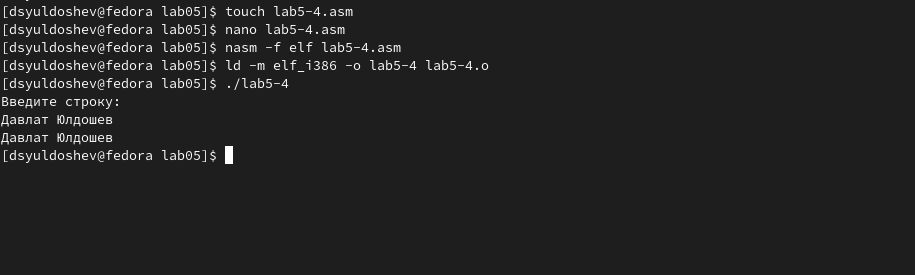 [dsyuldoshev@fedora lab05]$ touch lab5-4.asm
[dsyuldoshev@fedora lab05]$ nano lab5-4.asm
[dsyuldoshev@fedora lab05]$ nasm -f elf lab5-4.asm
[dsyuldoshev@fedora lab05]$ ld -m elf_i386 -o lab5-4 lab5-4.o
[dsyuldoshev@fedora lab05]$ ./lab5-4
Введите строку:
Давлат Юлдошев
Давлат Юлдошев
[dsyuldoshev@fedora lab05]$